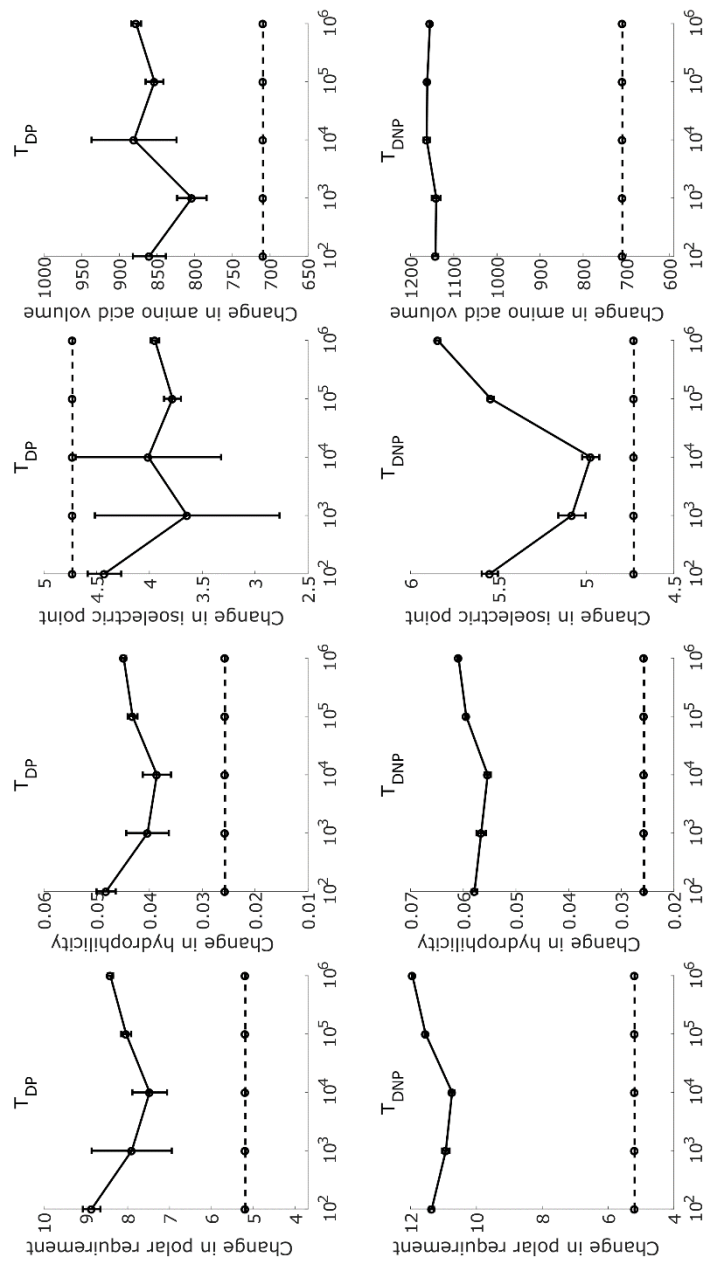 T_DP
Change in polar requirement
10
9
8
7
6
5
4
10^2 10^3 10^4 10^5 10^6
T_DP
Change in hydrophilicity
0.06
0.05
0.04
0.03
0.02
0.01
10^2 10^3 10^4 10^5 10^6
T_DP
Change in isoelectric point
5
4.5
4
3.5
3
2.5
10^2 10^3 10^4 10^5 10^6
T_DP
Change in amino acid volume
1000
950
900
850
800
750
700
650
10^2 10^3 10^4 10^5 10^6
T_DNP
Change in polar requirement
12
10
8
6
4
10^2 10^3 10^4 10^5 10^6
T_DNP
Change in hydrophilicity
0.07
0.06
0.05
0.04
0.03
0.02
10^2 10^3 10^4 10^5 10^6
T_DNP
Change in isoelectric point
6
5.5
5
4.5
10^2 10^3 10^4 10^5 10^6
T_DNP
Change in amino acid volume
1200
1100
1000
900
800
700
600
10^2 10^3 10^4 10^5 10^6